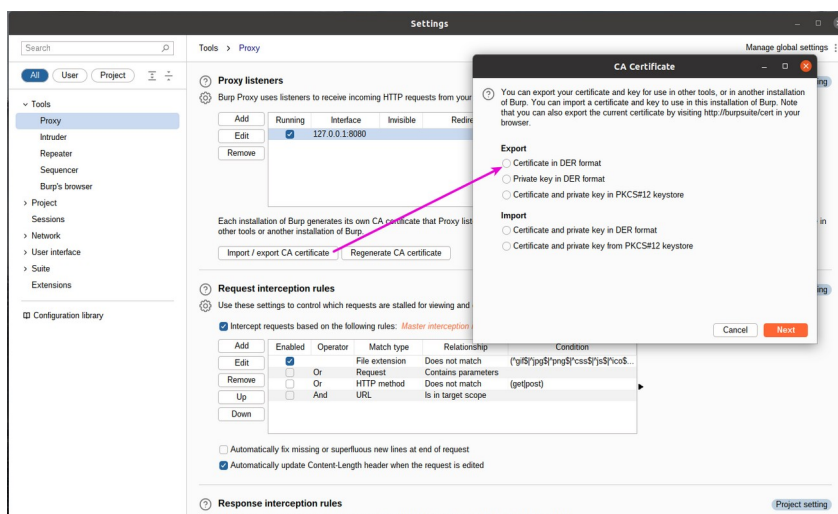 Settings
Search
Tools > Proxy
Manage global settings
All User Project
Tools
Proxy
Intruder
Repeater
Sequencer
Burp's browser
Project
Sessions
Network
User interface
Suite
Extensions
Configuration library
Proxy listeners
Burp Proxy uses listeners to receive incoming HTTP requests from your
Add
Edit
Remove
Running Interface Invisible Redire
127.0.0.1:8080
Each installation of Burp generates its own CA certificate that Proxy list
in
other tools or another installation of Burp.
Import / export CA certificate Regenerate CA certificate
Request interception rules
ing
Use these settings to control which requests are stalled for viewing and
Intercept requests based on the following rules: Master interception
Add
Edit
Remove
Up
Down
Enabled Operator Match type Relationship Condition
File extension Does not match (^gif$|^jpg$|^png$|^css$|^js$|^ico$...
Or Request Contains parameters
Or HTTP method Does not match (get|post)
And URL Is in target scope
Automatically fix missing or superfluous new lines at end of request
Automatically update Content-Length header when the request is edited
Response interception rules
Project setting
CA Certificate
ing
You can export your certificate and key for use in other tools, or in another installation
of Burp. You can import a certificate and key to use in this installation of Burp. Note
that you can also export the current certificate by visiting http://burpsuite/cert in your
browser.
Export
Certificate in DER format
Private key in DER format
Certificate and private key in PKCS#12 keystore
Import
Certificate and private key in DER format
Certificate and private key from PKCS#12 keystore
Cancel Next